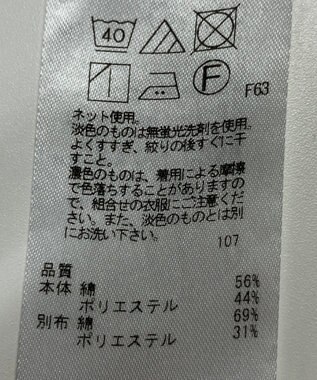 40
F
F63
ネット使用。
淡色のものは無蛍光洗剤を使用。
よくすすぎ、絞りの後すぐに干
すこと。
濃色のものは、着用による摩擦
で色落ちすることがありますの
で、組合せの衣服にご注意くだ
さい。また、淡色のものとは別
にお洗い下さい。
107
品質
本体 綿 56%
ポリエステル 44%
別布 綿 69%
ポリエステル 31%